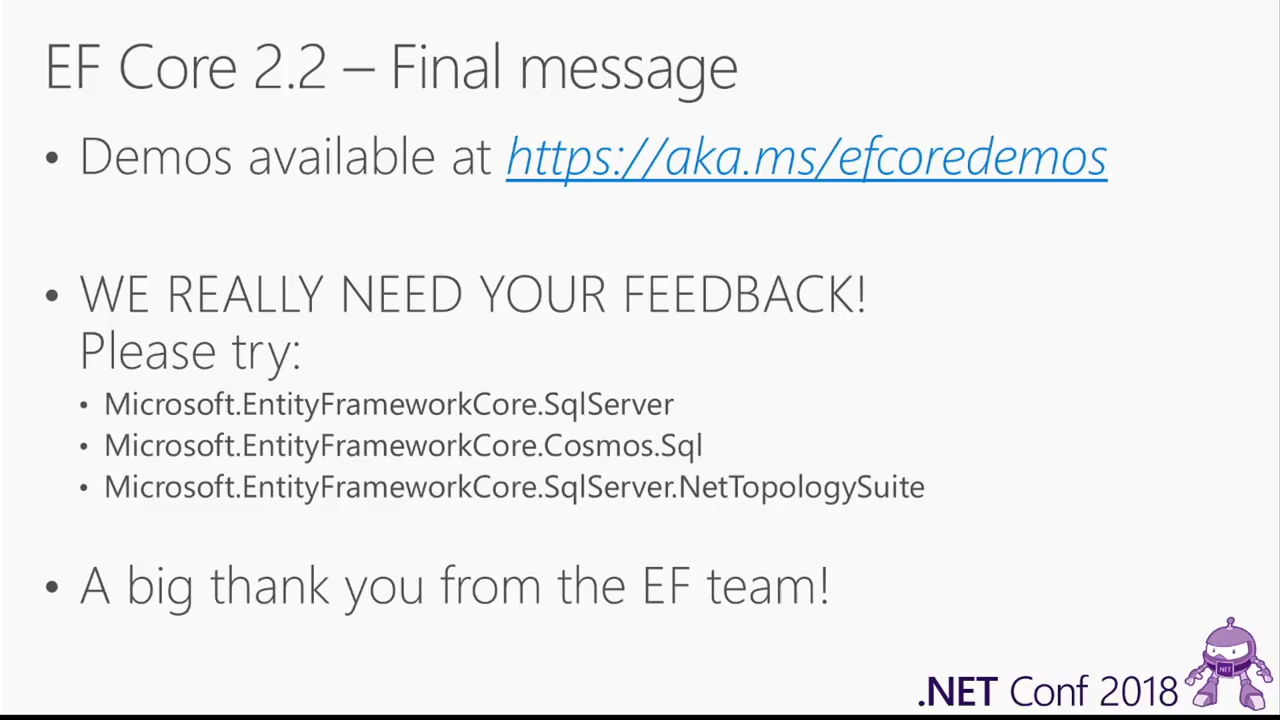 EF Core 2.2 – Final message
• Demos available at https://aka.ms/efcoredemos
• WE REALLY NEED YOUR FEEDBACK!
Please try:
• Microsoft.EntityFrameworkCore.SqlServer
• Microsoft.EntityFrameworkCore.Cosmos.Sql
• Microsoft.EntityFrameworkCore.SqlServer.NetTopologySuite
• A big thank you from the EF team!
.NET Conf 2018
.NET